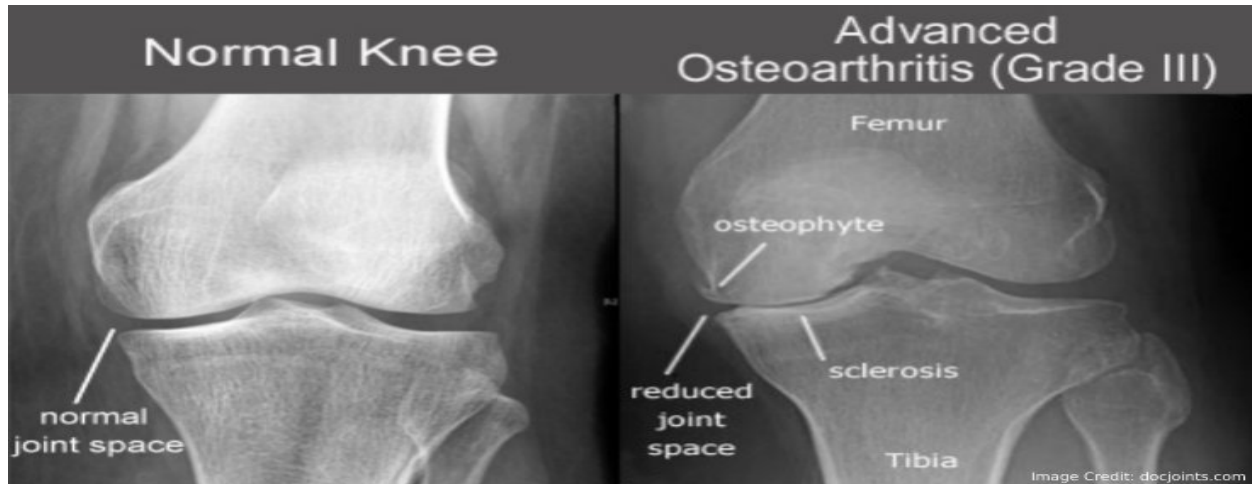 Normal Knee
Advanced
Osteoarthritis (Grade III)
normal
joint space
Femur
osteophyte
sclerosis
reduced
joint
space
Tibia
Image Credit: docjoints.com